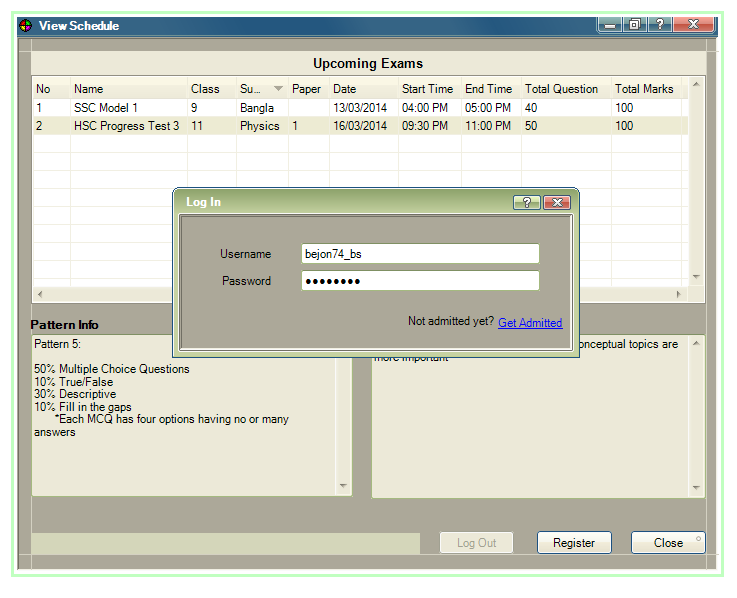 View Schedule
Upcoming Exams
No Name Class Su... Paper Date Start Time End Time Total Question Total Marks
1 SSC Model 1 9 Bangla 13/03/2014 04:00 PM 05:00 PM 40 100
2 HSC Progress Test 3 11 Physics 1 16/03/2014 09:30 PM 11:00 PM 50 100
Log In
Username bejon74_bs
Password ●●●●●●●●
Not admitted yet? Get Admitted
Pattern Info
Pattern 5:
50% Multiple Choice Questions
10% True/False
30% Descriptive
10% Fill in the gaps
*Each MCQ has four options having no or many
answers
onceptual topics are
more important
Log Out Register Close